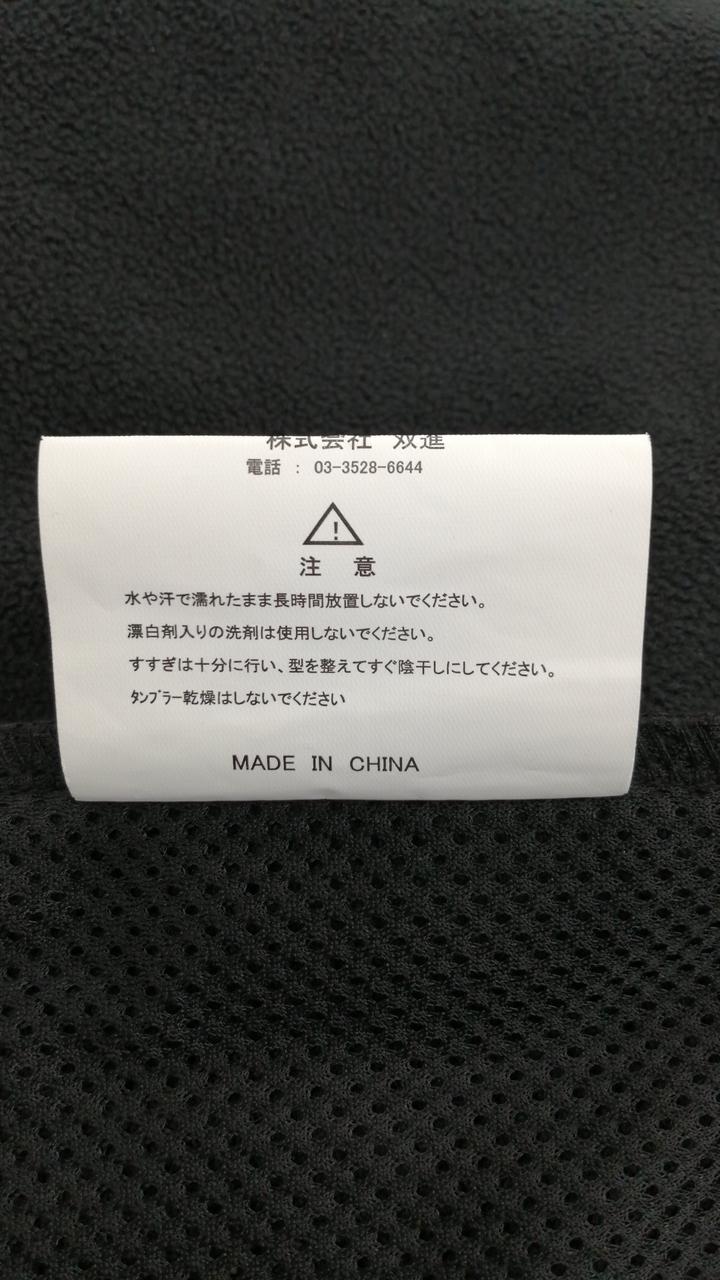 株式会社 双進
電話 : 03-3528-6644
注 意
水や汗で濡れたまま長時間放置しないでください。
漂白剤入りの洗剤は使用しないでください。
すすぎは十分に行い、型を整えてすぐ陰干しにしてください。
ﾀﾝﾌﾞﾗｰ乾燥はしないでください
MADE IN CHINA